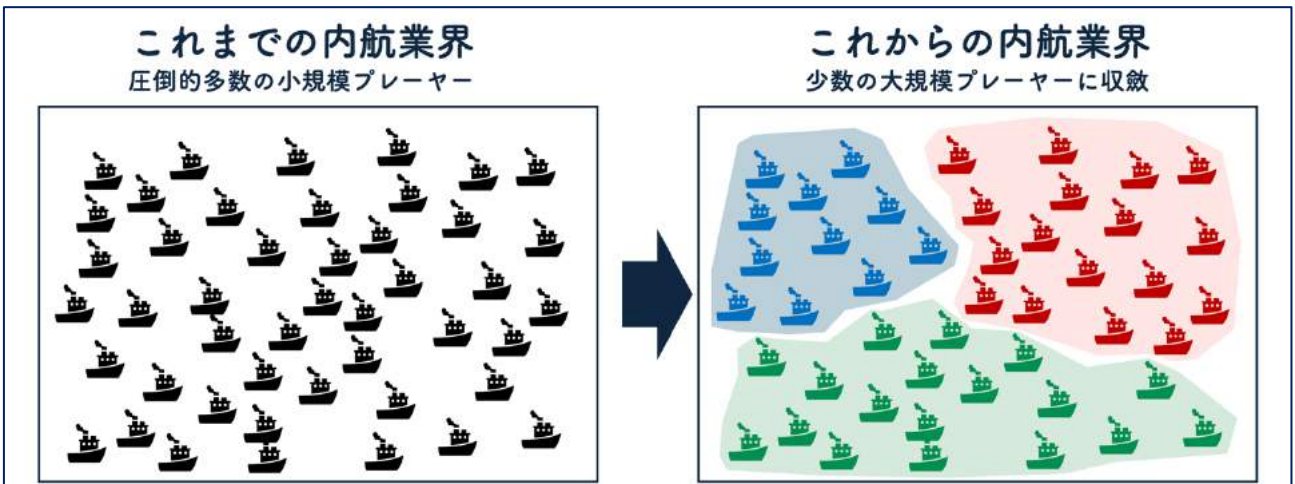 これまでの内航業界
圧倒的多数の小規模プレーヤー
これからの内航業界
少数の大規模プレーヤーに収斂